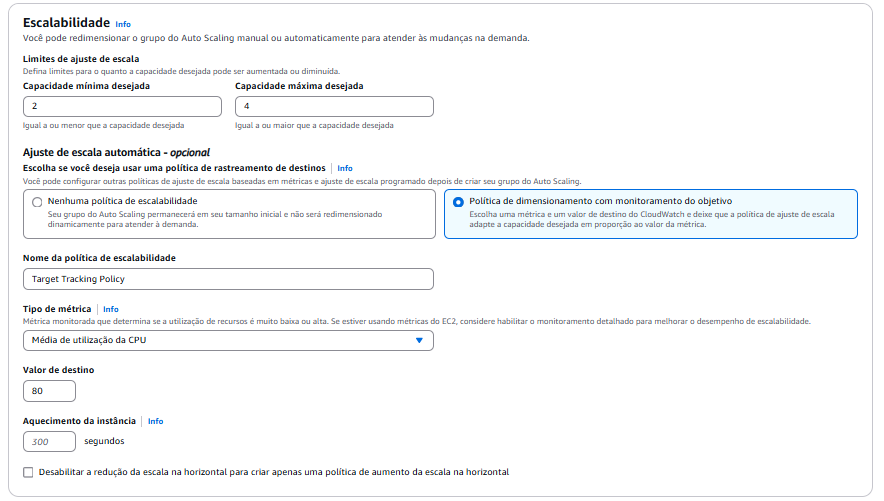 Escalabilidade Info
Você pode redimensionar o grupo do Auto Scaling manual ou automaticamente para atender às mudanças na demanda.
Limites de ajuste de escala
Defina limites para o quanto a capacidade desejada pode ser aumentada ou diminuída.
Capacidade mínima desejada
Capacidade máxima desejada
2
4
Igual a ou menor que a capacidade desejada
Igual a ou maior que a capacidade desejada
Ajuste de escala automática - opcional
Escolha se você deseja usar uma política de rastreamento de destinos Info
Você pode configurar outras políticas de ajuste de escala baseadas em métricas e ajuste de escala programado depois de criar seu grupo do Auto Scaling.
Nenhuma política de escalabilidade
Seu grupo do Auto Scaling permanecerá em seu tamanho inicial e não será redimensionado
dinamicamente para atender à demanda.
Política de dimensionamento com monitoramento do objetivo
Escolha uma métrica e um valor de destino do CloudWatch e deixe que a política de ajuste de escala
adapte a capacidade desejada em proporção ao valor da métrica.
Nome da política de escalabilidade
Target Tracking Policy
Tipo de métrica Info
Métrica monitorada que determina se a utilização de recursos é muito baixa ou alta. Se estiver usando métricas do EC2, considere habilitar o monitoramento detalhado para melhorar o desempenho de escalabilidade.
Média de utilização da CPU
Valor de destino
80
Aquecimento da instância Info
300 segundos
Desabilitar a redução da escala na horizontal para criar apenas uma política de aumento da escala na horizontal